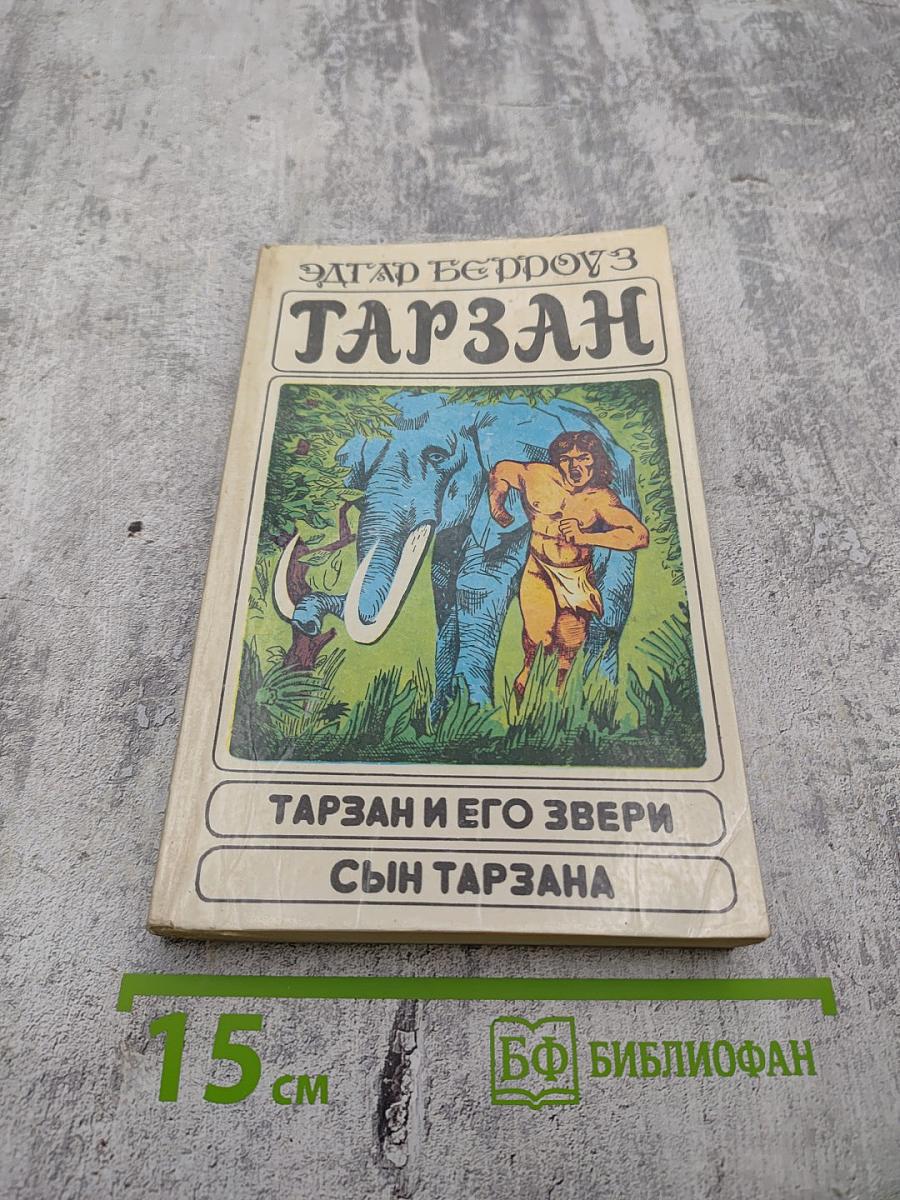 ЭДГАР БЕРРОУЗ
ТАРЗАН
ТАРЗАН И ЕГО ЗВЕРИ
СЫН ТАРЗАНА
15 см
БФ БИБЛИОФАН